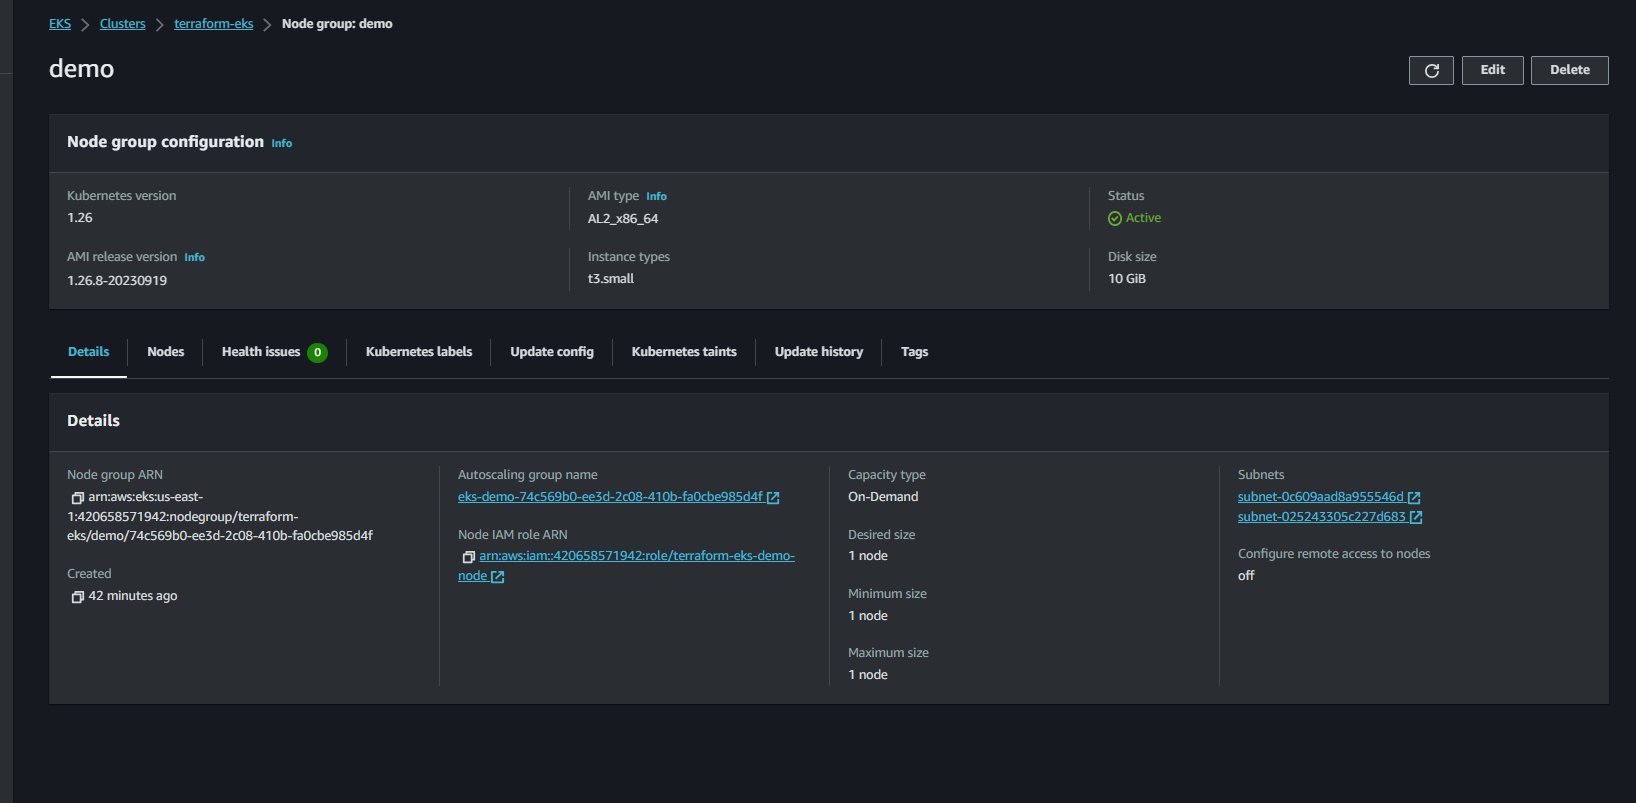 EKS > Clusters > terraform-eks > Node group: demo
demo
Edit
Delete
Node group configuration Info
Kubernetes version
1.26
AMI type Info
AL2_x86_64
Status
Active
AMI release version Info
1.26.8-20230919
Instance types
t3.small
Disk size
10 GiB
Details
Nodes
Health issues 0
Kubernetes labels
Update config
Kubernetes taints
Update history
Tags
Details
Node group ARN
arn:aws:eks:us-east-
1:420658571942:nodegroup/terraform-
eks/demo/74c569b0-ee3d-2c08-410b-fa0cbe985d4f
Created
42 minutes ago
Autoscaling group name
eks-demo-74c569b0-ee3d-2c08-410b-fa0cbe985d4f
Node IAM role ARN
arn:aws:iam::420658571942:role/terraform-eks-demo-
node
Capacity type
On-Demand
Desired size
1 node
Minimum size
1 node
Maximum size
1 node
Subnets
subnet-0c609aad8a955546d
subnet-025243305c227d683
Configure remote access to nodes
off